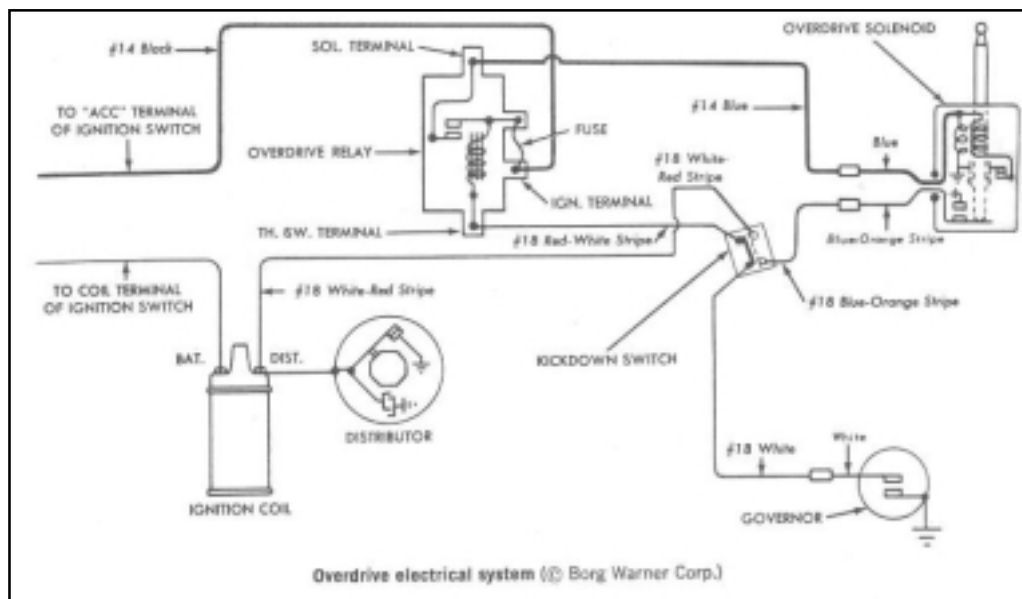 OVERDRIVE SOLENOID
#14 Black
SOL. TERMINAL
TO "ACC" TERMINAL
OF IGNITION SWITCH
#14 Blue
FUSE
Blue
OVERDRIVE RELAY
#18 White-
Red Stripe
IGN. TERMINAL
TH. SW. TERMINAL
#18 Red-White Stripe
Blue-Orange Stripe
TO COIL TERMINAL
OF IGNITION SWITCH
#18 White-Red Stripe
#18 Blue-Orange Stripe
KICKDOWN SWITCH
BAT.
DIST.
DISTRIBUTOR
#18 White
White
IGNITION COIL
GOVERNOR
Overdrive electrical system (© Borg Warner Corp.)